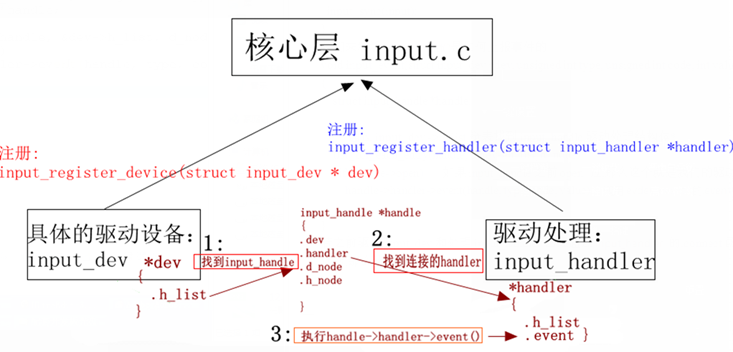 核心层 input.c
注册:
input_register_handler(struct input_handler *handler)
注册:
input_register_device(struct input_dev * dev)
具体的驱动设备:
input_dev
*dev
{
.h_list
}
1:
找到input_handle
input_handle *handle
{
.dev
.handler
.d_node
.h_node
}
2:
找到连接的handler
驱动处理:
input_handler
*handler
{
.h_list
.event }
3:
执行handle->handler->event()